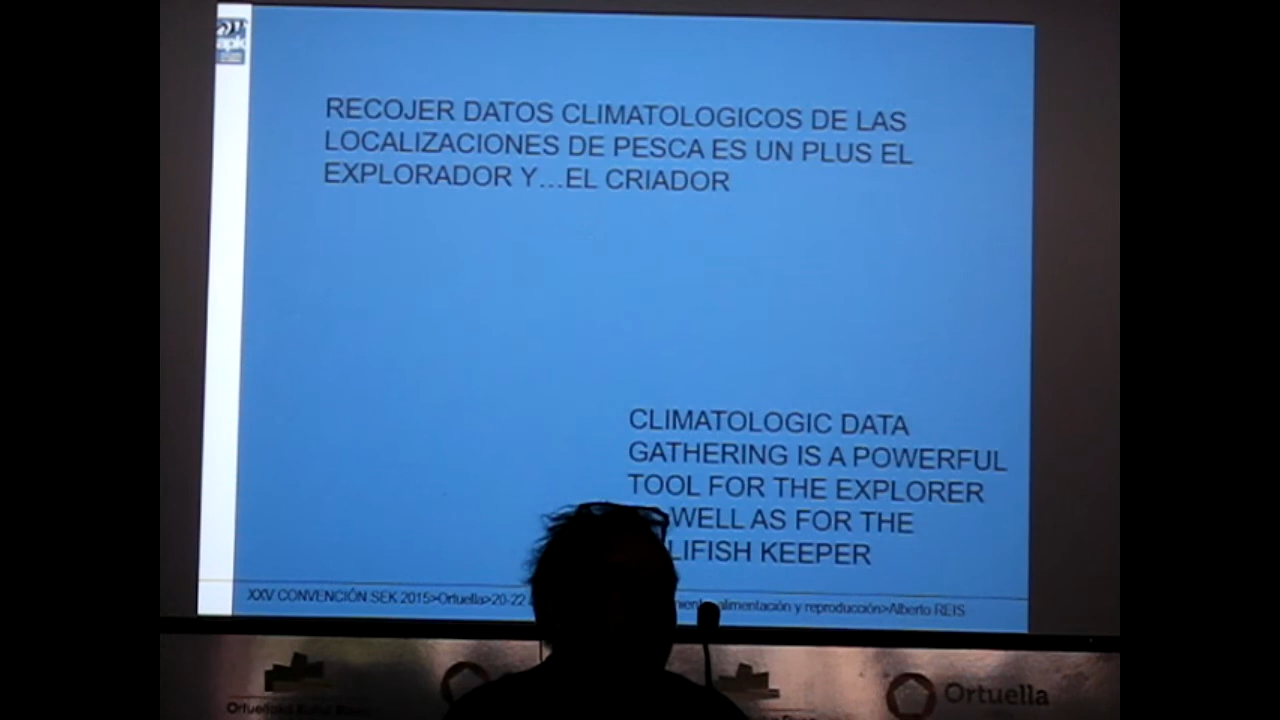 apk
RECOJER DATOS CLIMATOLOGICOS DE LAS
LOCALIZACIONES DE PESCA ES UN PLUS EL
EXPLORADOR Y...EL CRIADOR
CLIMATOLOGIC DATA
GATHERING IS A POWERFUL
TOOL FOR THE EXPLORER
WELL AS FOR THE
LIFISH KEEPER
XXV CONVENCIÓN SEK 2015>Ortuella>20-22 alimentación y reproducción>Alberto REIS
Ortuella